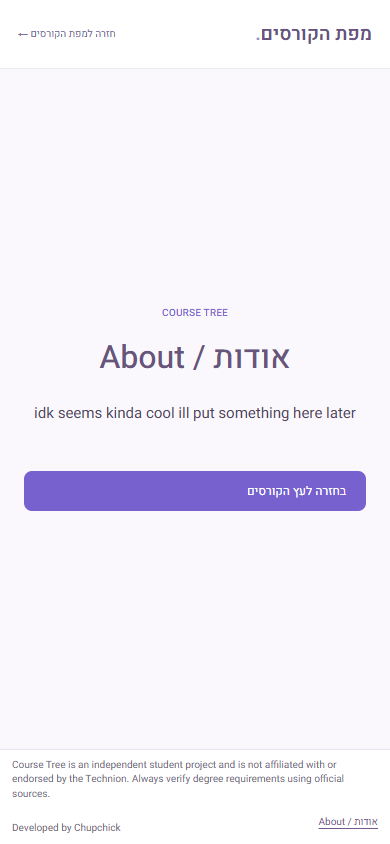 מפת הקורסים.
חזרה למפת הקורסים ←
COURSE TREE
אודות / About
idk seems kinda cool ill put something here later
בחזרה לעץ הקורסים
Course Tree is an independent student project and is not affiliated with or
endorsed by the Technion. Always verify degree requirements using official
sources.
Developed by Chupchick
אודות / About